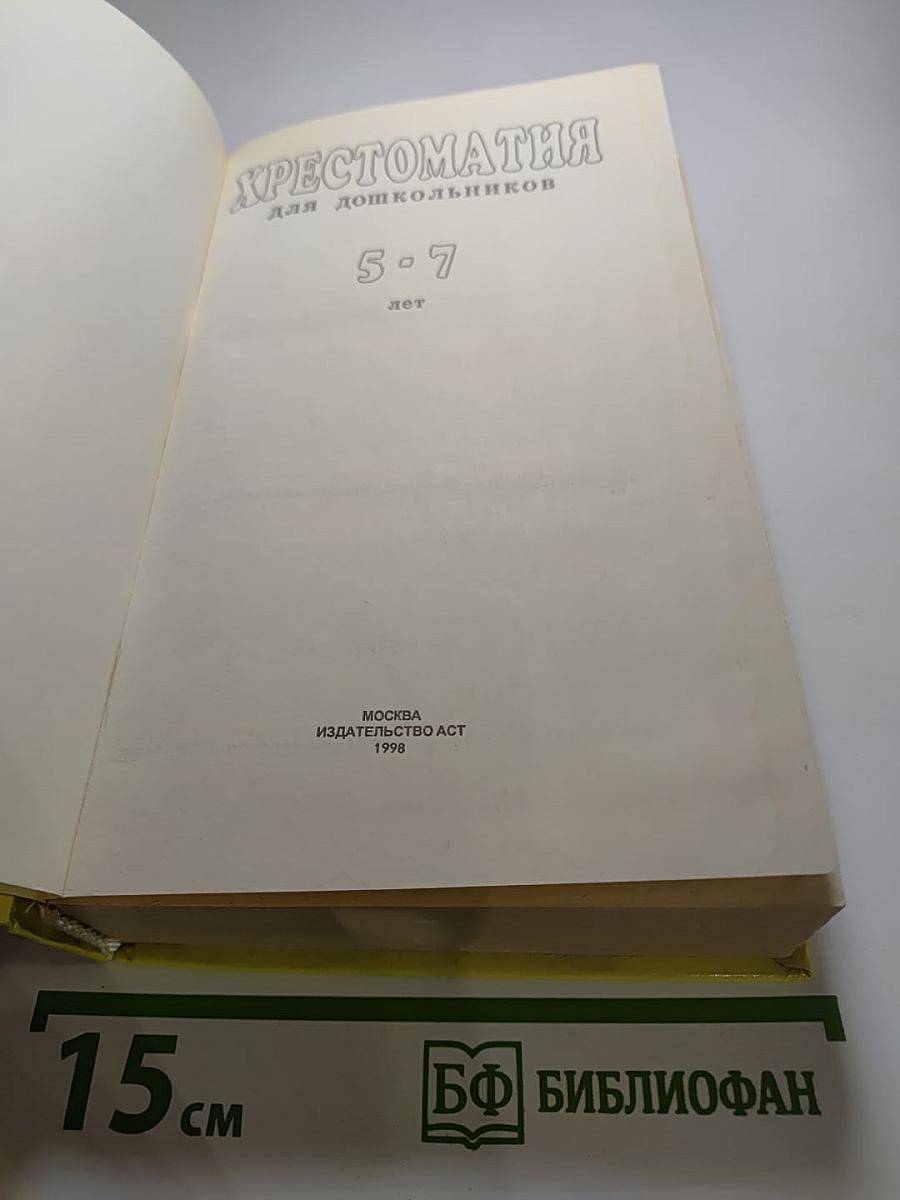 ХРЕСТОМАТИЯ
для дошкольников
5-7
лет
МОСКВА
ИЗДАТЕЛЬСТВО АСТ
1998
15 см
БФ БИБЛИОФАН